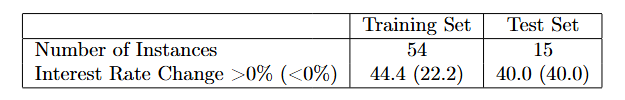 Training Set Test Set
Number of Instances 54 15
Interest Rate Change >0% (<0%) 44.4 (22.2) 40.0 (40.0)